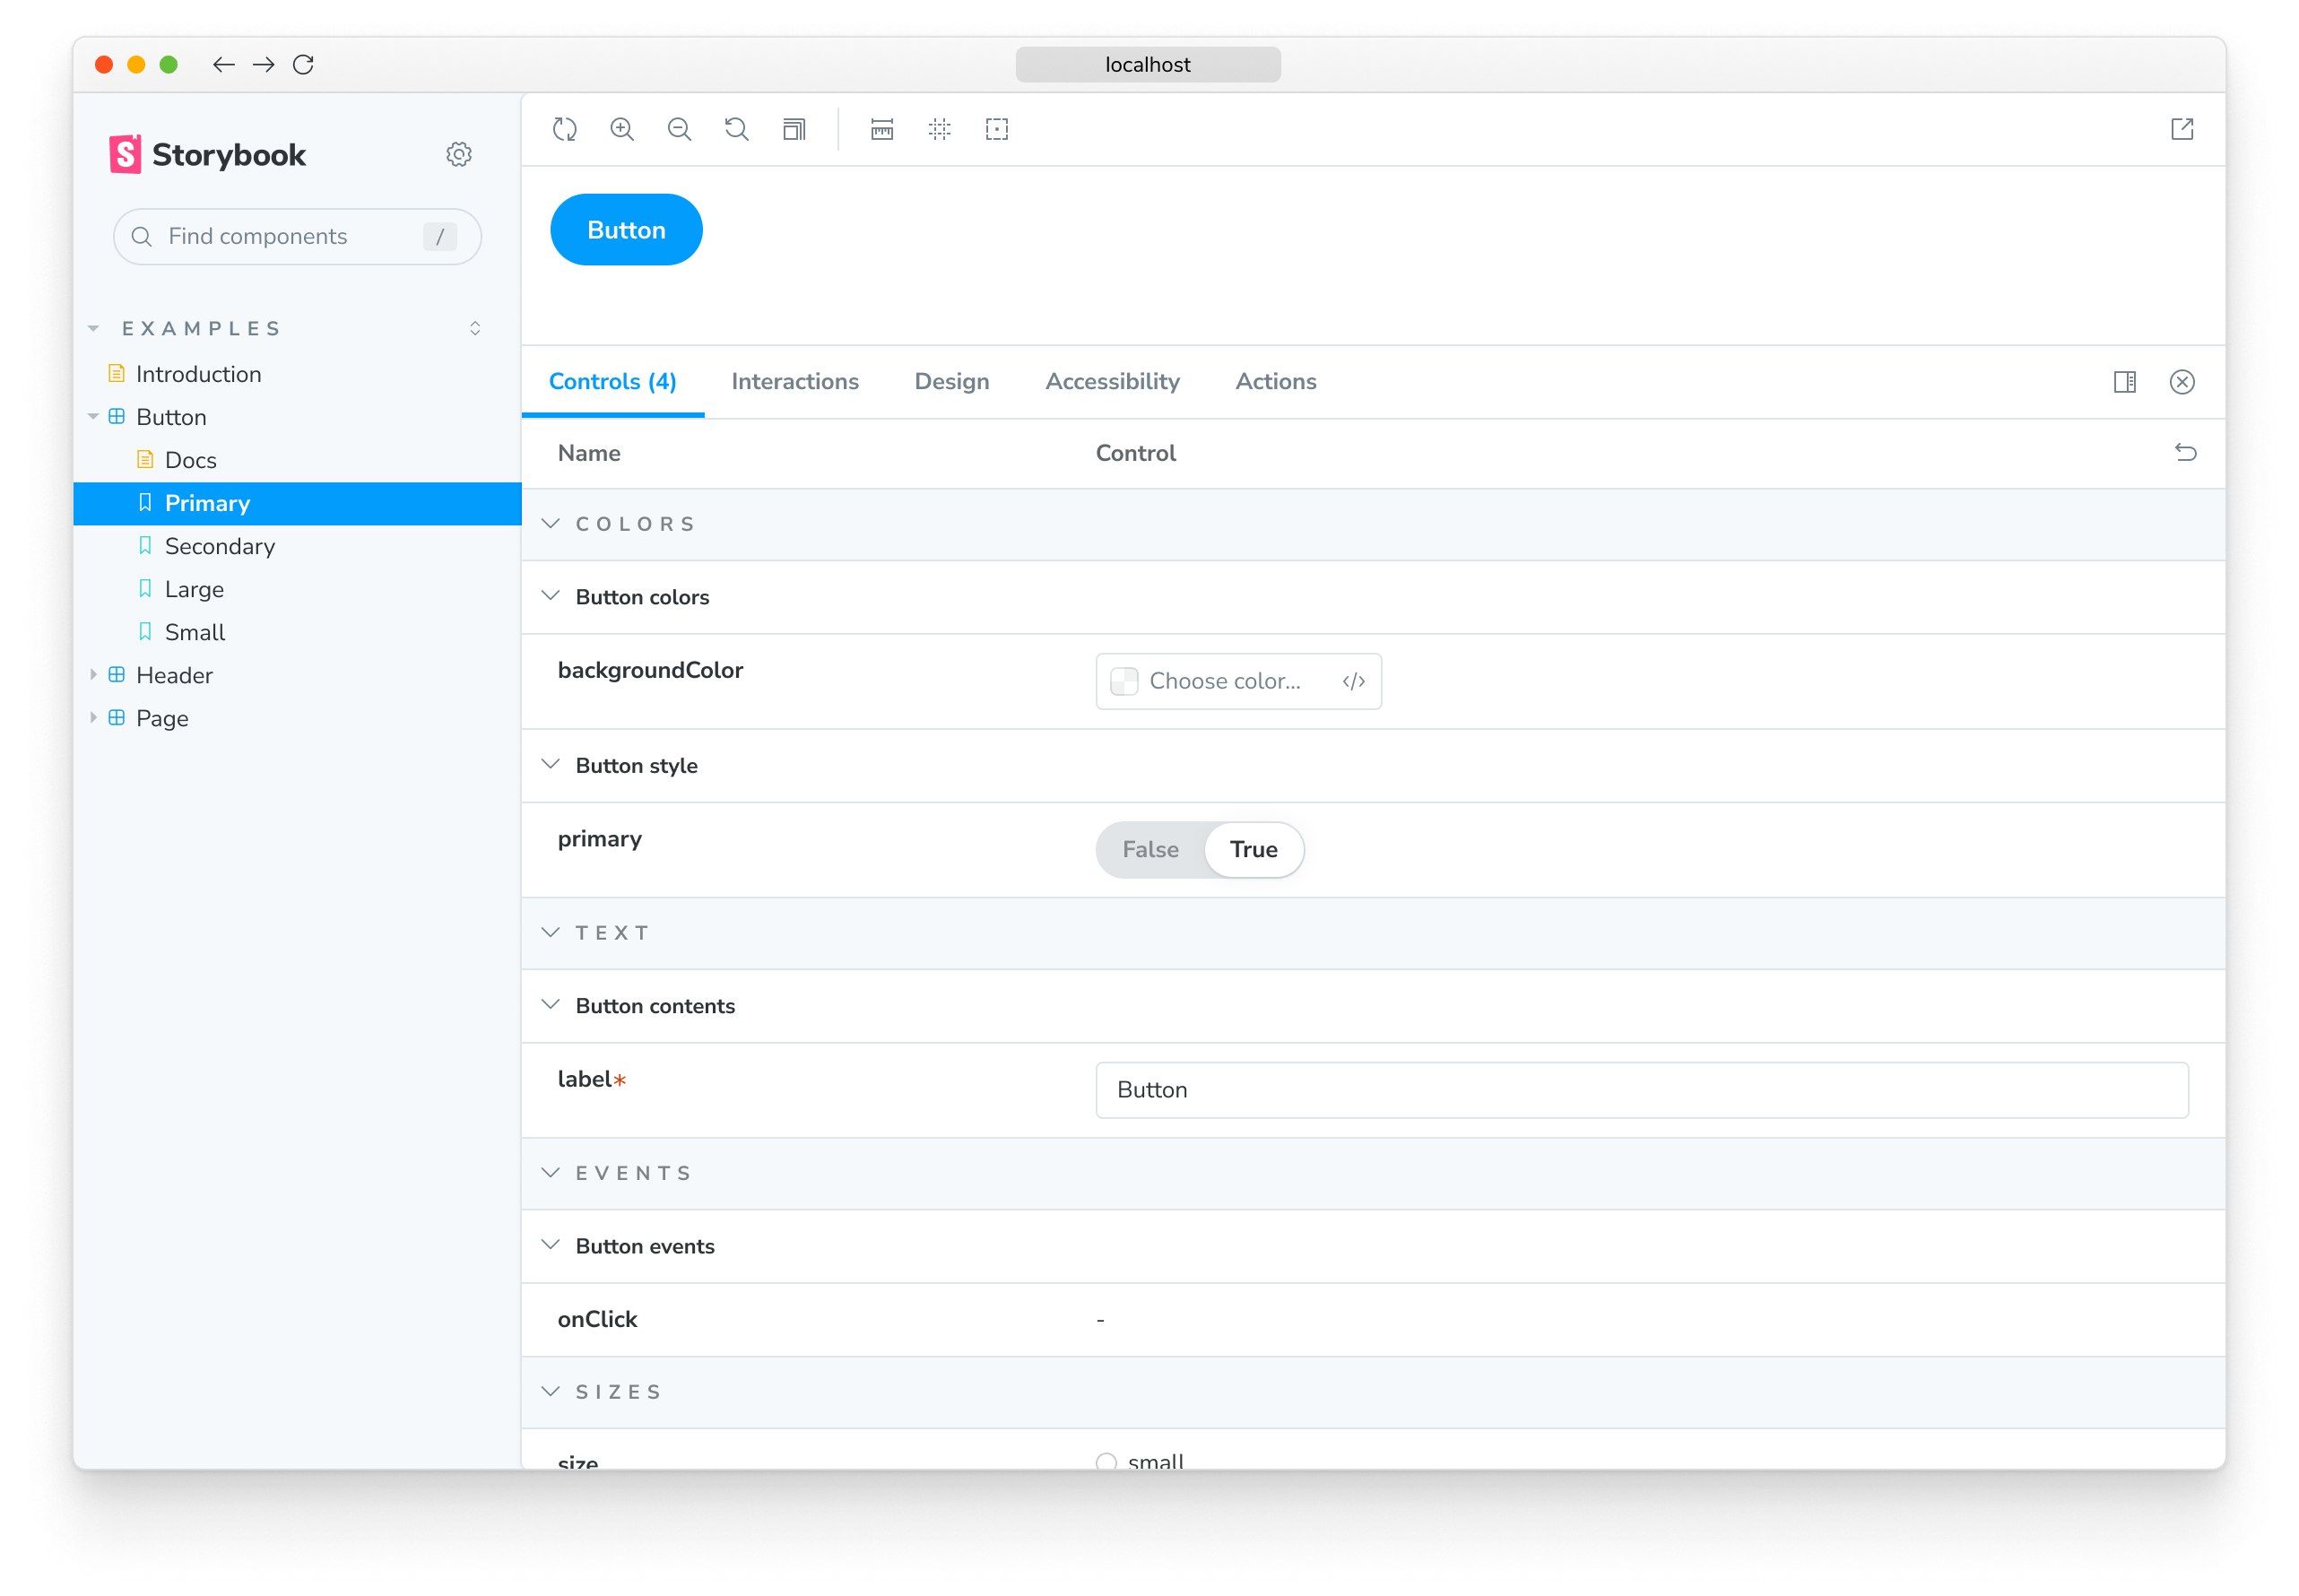 localhost
Storybook
Find components /
EXAMPLES
Introduction
Button
Docs
Primary
Secondary
Large
Small
Header
Page
Button
Controls (4) Interactions Design Accessibility Actions
Name Control
COLORS
Button colors
backgroundColor Choose color... </>
Button style
primary False True
TEXT
Button contents
label* Button
EVENTS
Button events
onClick -
SIZES
size small